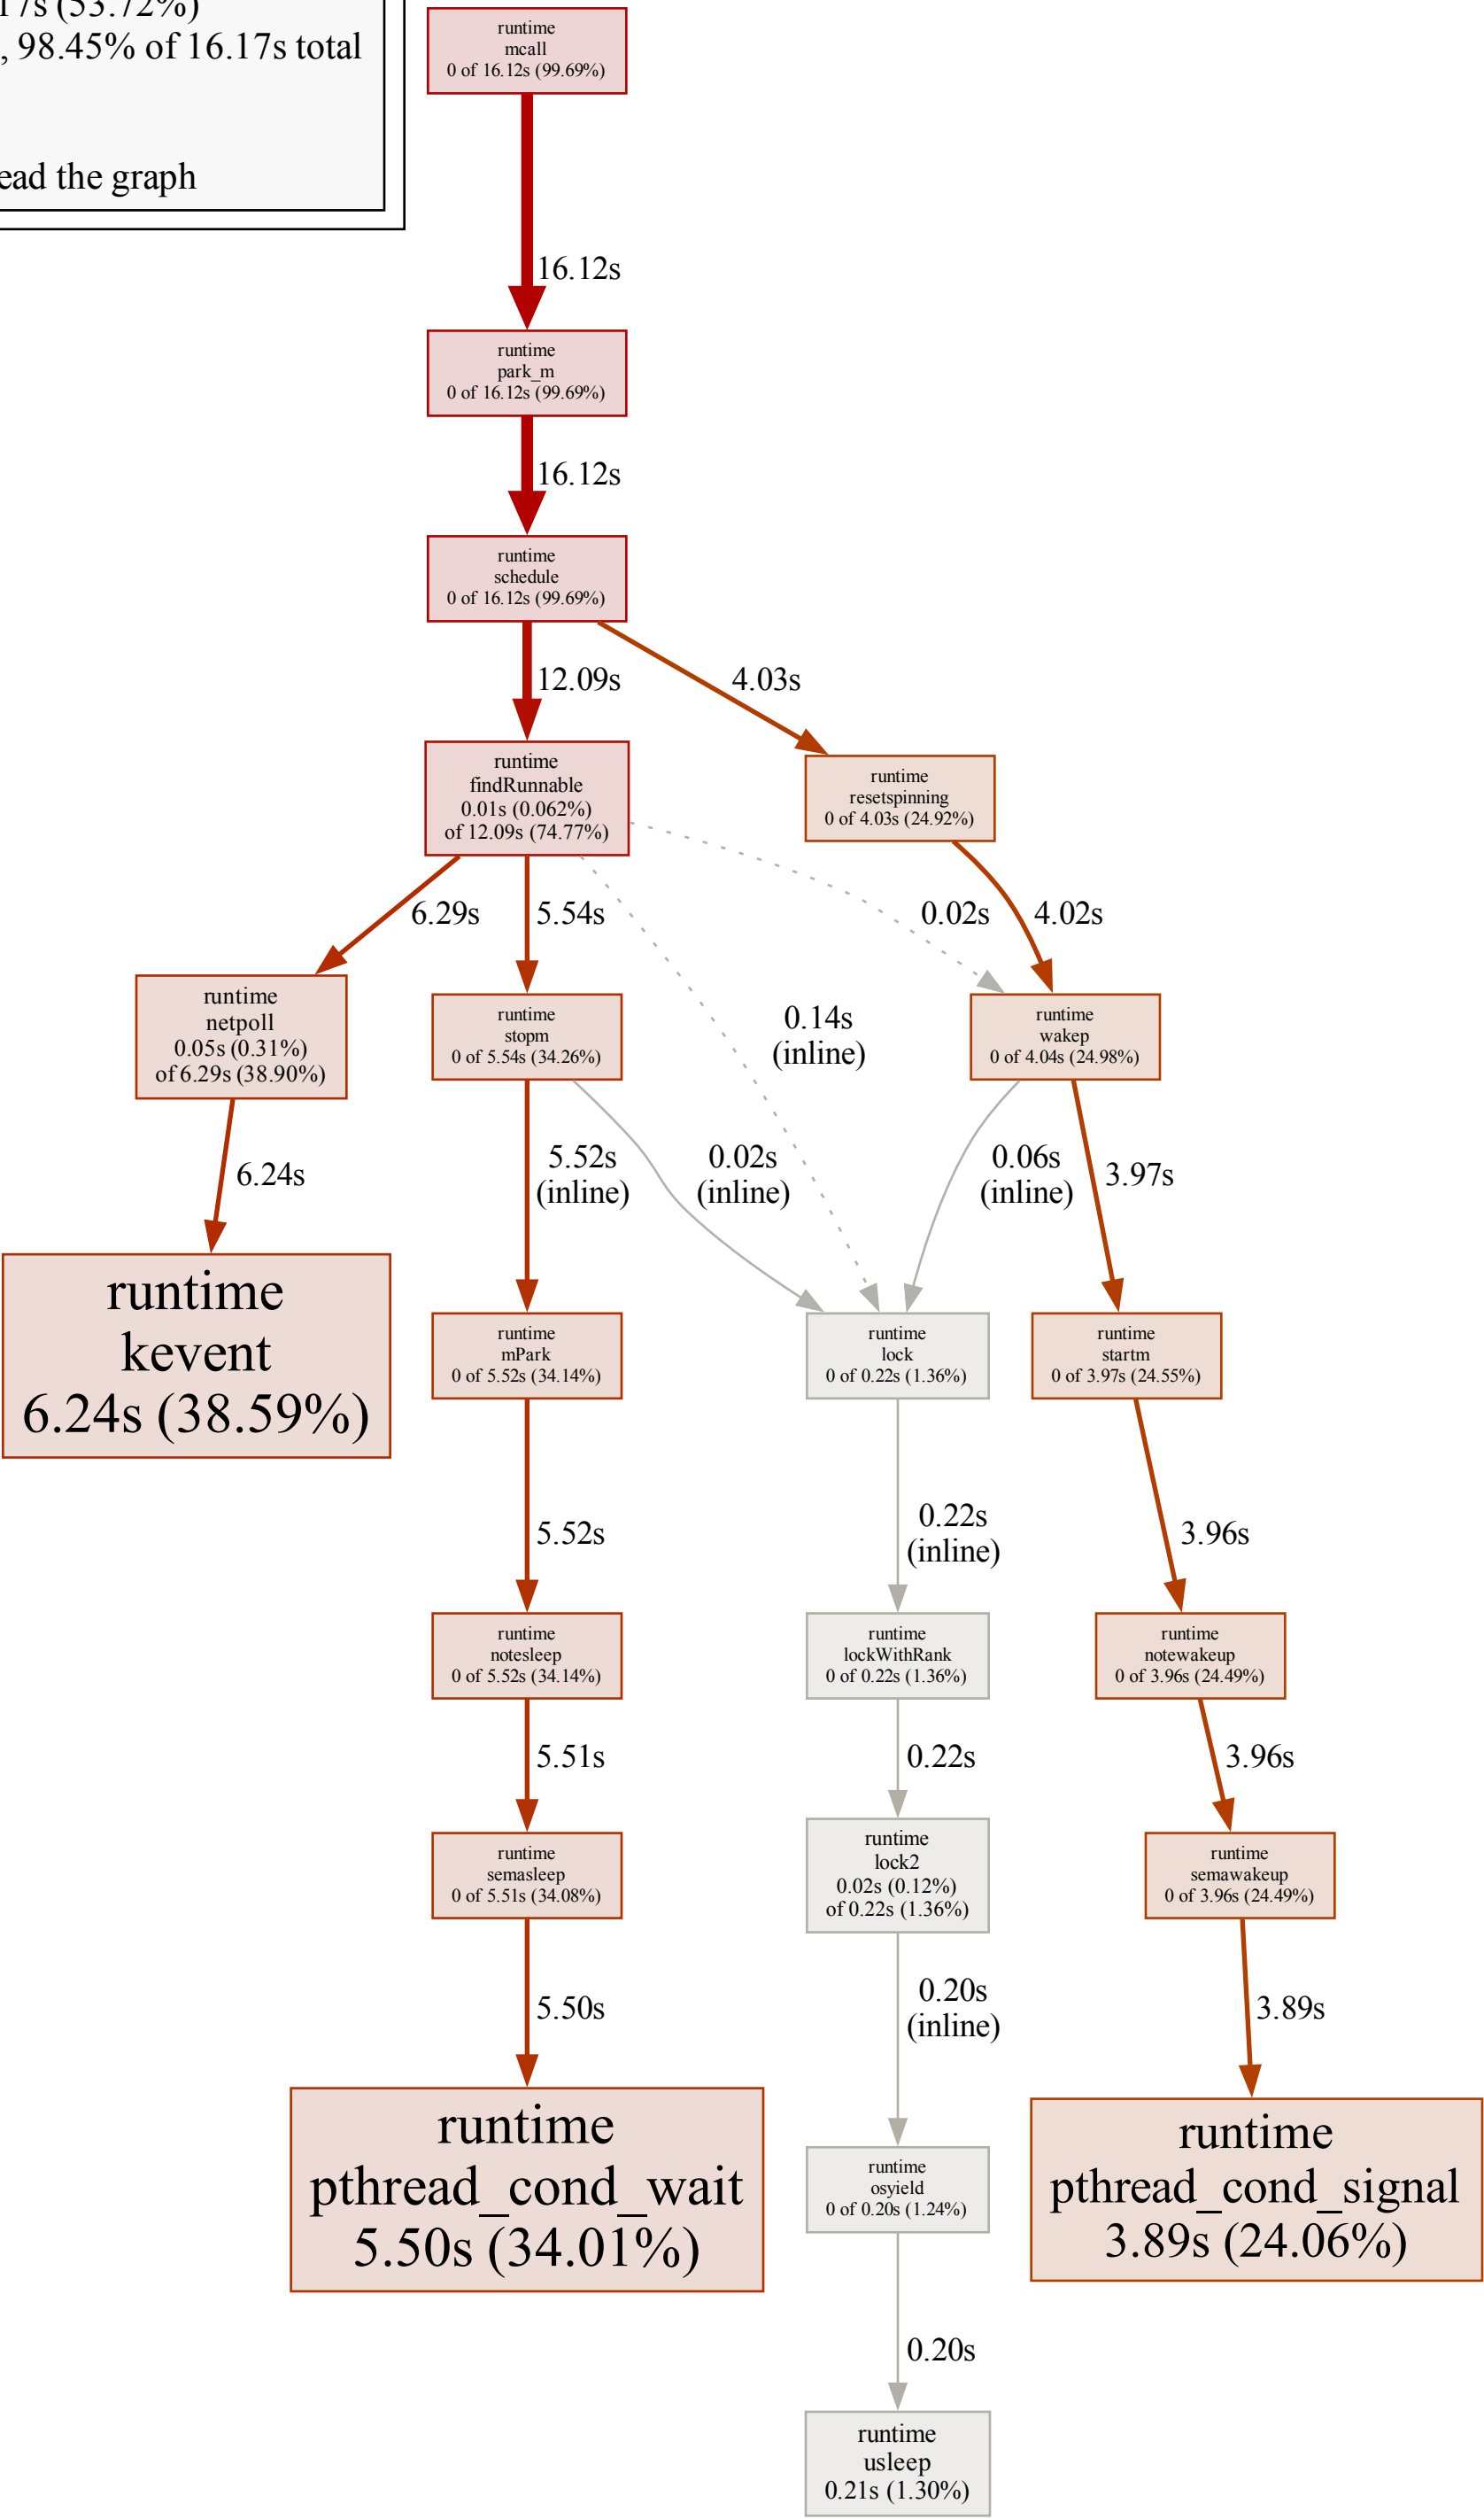 17s (53.72%)
, 98.45% of 16.17s total
ead the graph
runtime
mcall
0 of 16.12s (99.69%)
16.12s
runtime
park_m
0 of 16.12s (99.69%)
16.12s
runtime
schedule
0 of 16.12s (99.69%)
12.09s
4.03s
runtime
findRunnable
0.01s (0.062%)
of 12.09s (74.77%)
runtime
resetspinning
0 of 4.03s (24.92%)
6.29s
5.54s
0.02s
4.02s
runtime
netpoll
0.05s (0.31%)
of 6.29s (38.90%)
runtime
stopm
0 of 5.54s (34.26%)
0.14s
(inline)
runtime
wakep
0 of 4.04s (24.98%)
6.24s
5.52s
(inline)
0.02s
(inline)
0.06s
(inline)
3.97s
runtime
kevent
6.24s (38.59%)
runtime
mPark
0 of 5.52s (34.14%)
runtime
lock
0 of 0.22s (1.36%)
runtime
startm
0 of 3.97s (24.55%)
5.52s
0.22s
(inline)
3.96s
runtime
notesleep
0 of 5.52s (34.14%)
runtime
lockWithRank
0 of 0.22s (1.36%)
runtime
notewakeup
0 of 3.96s (24.49%)
5.51s
0.22s
3.96s
runtime
semasleep
0 of 5.51s (34.08%)
runtime
lock2
0.02s (0.12%)
of 0.22s (1.36%)
runtime
semawakeup
0 of 3.96s (24.49%)
5.50s
0.20s
(inline)
3.89s
runtime
pthread_cond_wait
5.50s (34.01%)
runtime
osyield
0 of 0.20s (1.24%)
runtime
pthread_cond_signal
3.89s (24.06%)
0.20s
runtime
usleep
0.21s (1.30%)